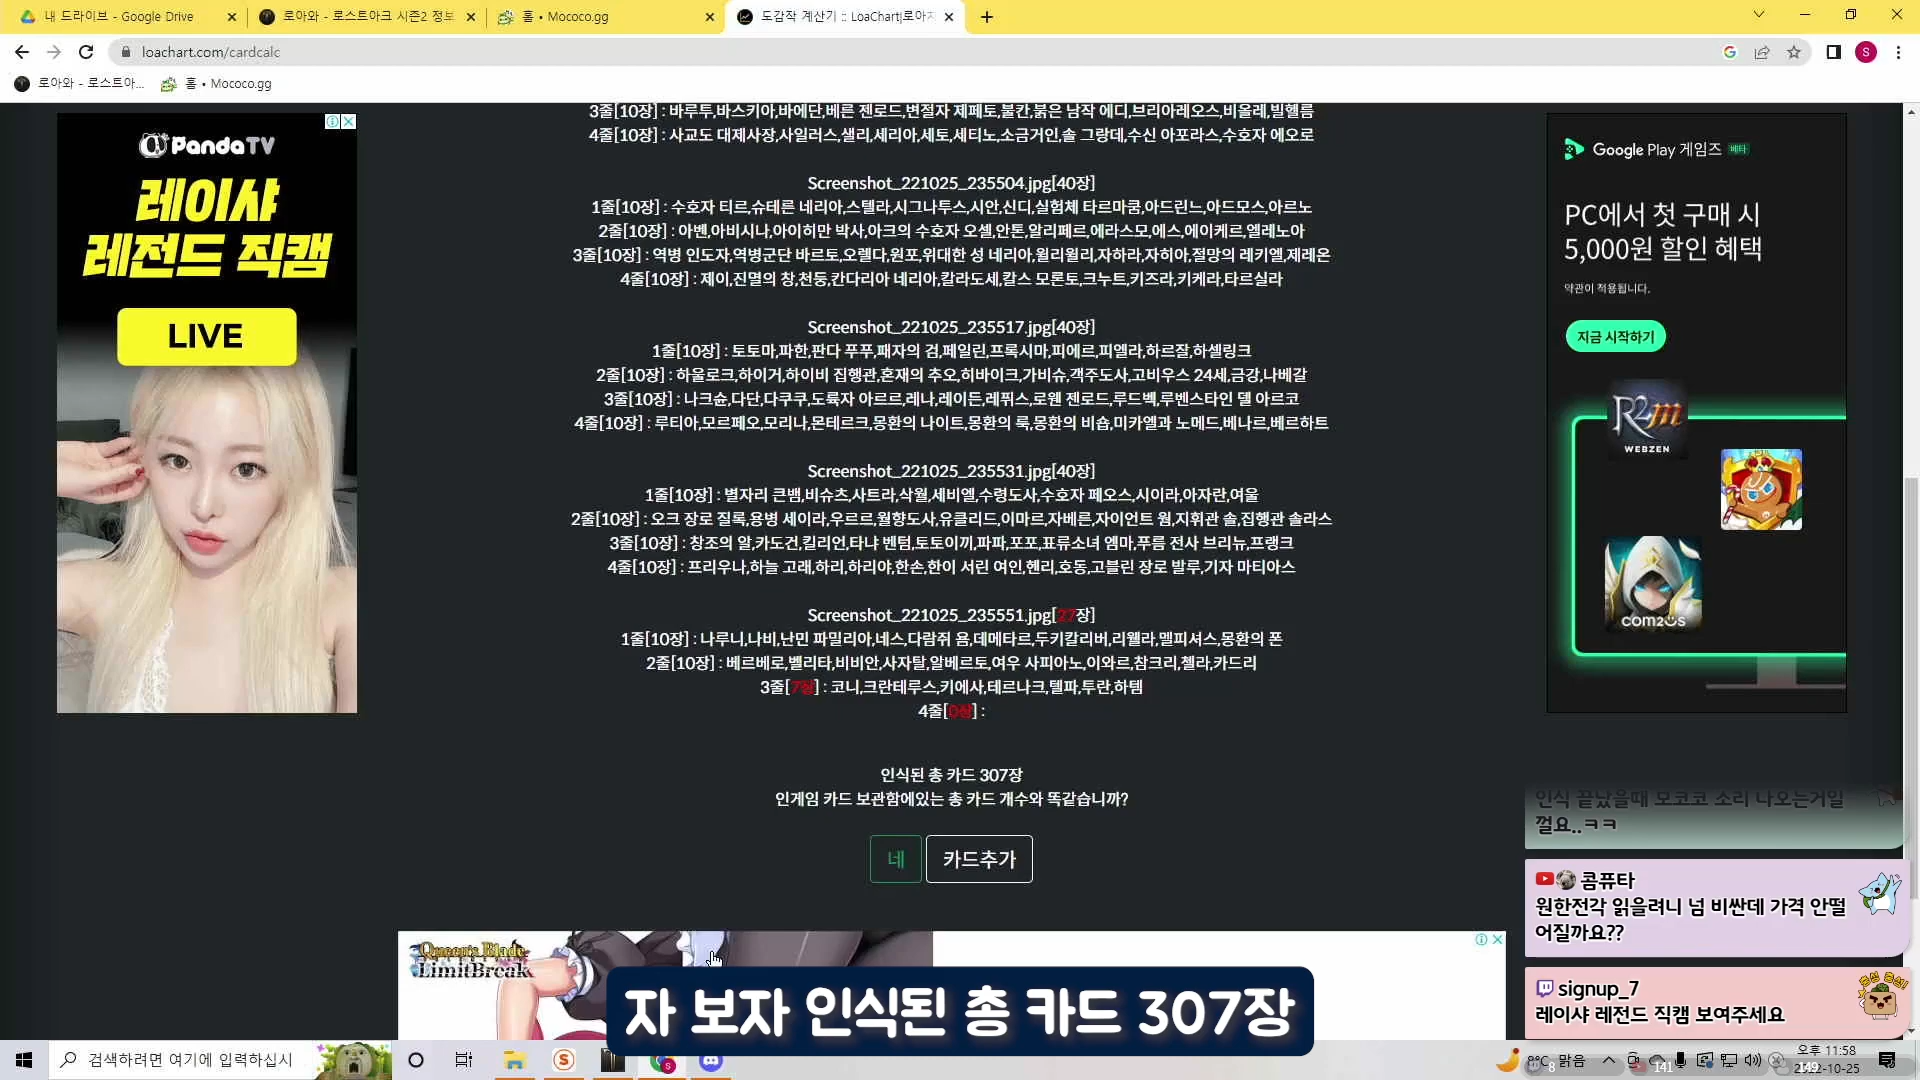 내 드라이브 - Google Drive
로아와 - 로스트아크 시즌2 정보
홈 • Mococo.gg
도감작 계산기 :: LoaChart|로아차
loachart.com/cardcalc
S
로아와 - 로스트아...
홈 • Mococo.gg
PandaTV
레이샤
레전드 직캠
LIVE
3줄[10장] : 바루투,바스키아,바에단,베른 젠로드,변절자 제페토,불칸,붉은 남작 에디,브리아레오스,비올레,빌헬름
4줄[10장] : 사교도 대제사장,사일러스,샐리,세리아,세토,세티노,소금거인,솔 그랑데,수신 아포라스,수호자 에오로
Screenshot_221025_235504.jpg[40장]
1줄[10장] : 수호자 티르,슈테른 네리아,스텔라,시그나투스,시안,신디,실험체 타르마쿰,아드린느,아드모스,아르노
2줄[10장] : 아벤,아비시나,아이히만 박사,아크의 수호자 오셀,안톤,알리페르,에라스모,에스,에이케르,엘레노아
3줄[10장] : 역병 인도자,역병군단 바르토,오렐다,원포,위대한 성 네리아,윌리윌리,자하라,자히아,절망의 레키엘,제레온
4줄[10장] : 제이,진멸의 창,천둥,칸다리아 네리아,칼라도세,칼스 모론토,크누트,키즈라,키케라,타르실라
Screenshot_221025_235517.jpg[40장]
1줄[10장] : 토토마,파한,판다 푸푸,패자의 검,페일린,프록시마,피에르,피엘라,하르잘,하셀링크
2줄[10장] : 하울로크,하이거,하이비 집행관,혼재의 추오,히바이크,가비슈,객주도사,고비우스 24세,금강,나베갈
3줄[10장] : 나크슌,다단,다쿠쿠,도륙자 아르르,레나,레이든,레퓌스,로웬 젠로드,루드벡,루벤스타인 델 아르코
4줄[10장] : 루티아,모르페오,모리나,몬테르크,몽환의 나이트,몽환의 룩,몽환의 비숍,미카엘과 노메드,베나르,베르하트
Screenshot_221025_235531.jpg[40장]
1줄[10장] : 별자리 큰뱀,비슈츠,사트라,삭월,세비엘,수령도사,수호자 페오스,시이라,아자란,여울
2줄[10장] : 오크 장로 질록,용병 세이라,우르르,월향도사,유클리드,이마르,자베른,자이언트 웜,지휘관 솔,집행관 솔라스
3줄[10장] : 창조의 알,카도건,킬리언,타냐 벤텀,토토이끼,파파,포포,표류소녀 엠마,푸름 전사 브리뉴,프랭크
4줄[10장] : 프리우나,하늘 고래,하리,하리야,한손,한이 서린 여인,헨리,호동,고블린 장로 발루,기자 마티아스
Screenshot_221025_235551.jpg[27장]
1줄[10장] : 나루니,나비,난민 파밀리아,네스,다람쥐 욤,데메타르,두키칼리버,리웰라,멜피셔스,몽환의 폰
2줄[10장] : 베르베로,벨리타,비비안,사자탈,알베르토,여우 사피아노,이와르,참크리,첼라,카드리
3줄[7장] : 코니,크란테루스,키에사,테르나크,텔파,투란,하템
4줄[0장] :
인식된 총 카드 307장
인게임 카드 보관함에있는 총 카드 개수와 똑같습니까?
네
카드추가
Google Play 게임즈 베타
PC에서 첫 구매 시
5,000원 할인 혜택
약관이 적용됩니다.
지금 시작하기
R2M
WEBZEN
com2us
인식 끝났을때 모코코 소리 나오는거일
껄요..ㅋㅋ
콤퓨타
원한전각 읽을려니 넘 비싼데 가격 안떨
어질까요??
signup_7
레이샤 레전드 직캠 보여주세요
Queen's Blade
LimitBreak
자 보자 인식된 총 카드 307장
검색하려면 여기에 입력하십시
8°C 맑음
오후 11:58
2022-10-25
8
141
149